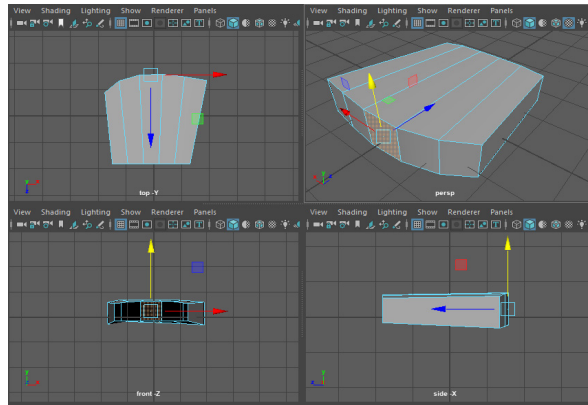 View Shading Lighting Show Renderer Panels
top -Y
View Shading Lighting Show Renderer Panels
persp
View Shading Lighting Show Renderer Panels
front -Z
View Shading Lighting Show Renderer Panels
side -X